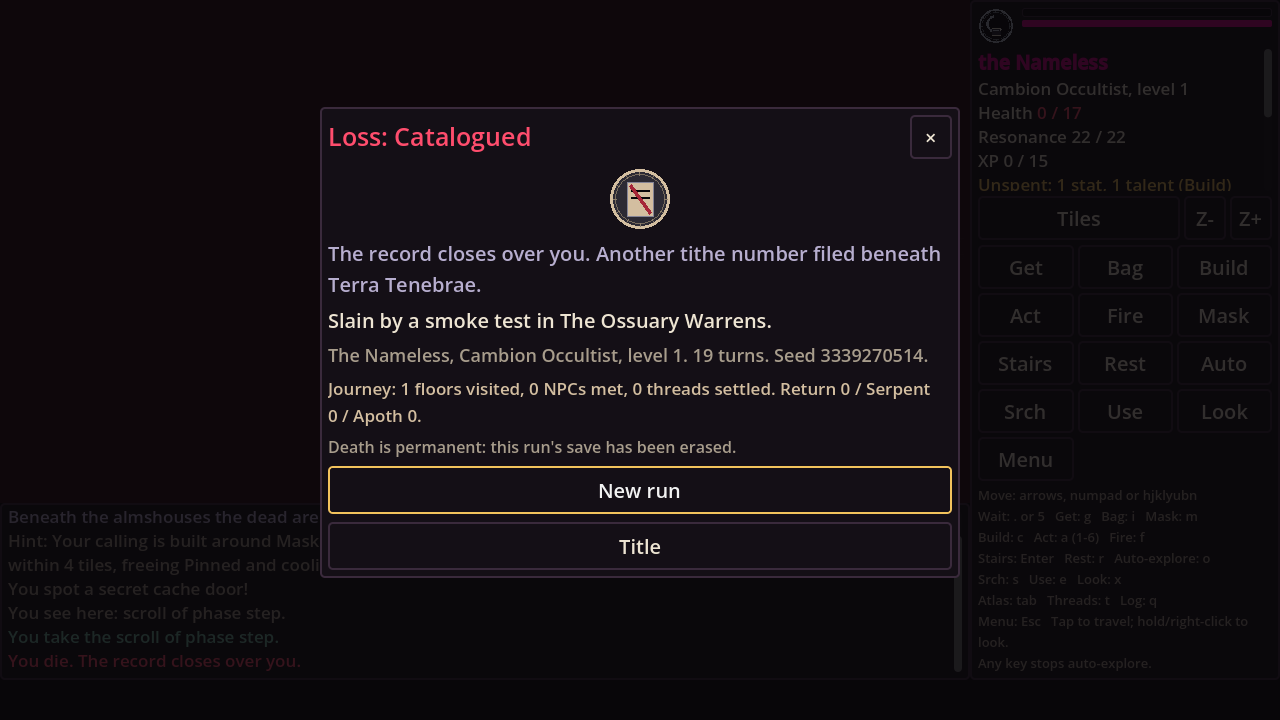 Loss: Catalogued
×
The record closes over you. Another tithe number filed beneath
Terra Tenebrae.
Slain by a smoke test in The Ossuary Warrens.
The Nameless, Cambion Occultist, level 1. 19 turns. Seed 3339270514.
Journey: 1 floors visited, 0 NPCs met, 0 threads settled. Return 0 / Serpent
0 / Apoth 0.
Death is permanent: this run's save has been erased.
New run
Title
the Nameless
Cambion Occultist, level 1
Health 0 / 17
Resonance 22 / 22
XP 0 / 15
Unspent: 1 stat, 1 talent (Build)
Tiles Z- Z+
Get Bag Build
Act Fire Mask
Stairs Rest Auto
Srch Use Look
Menu
Move: arrows, numpad or hjklyubn
Wait: . or 5 Get: g Bag: i Mask: m
Build: c Act: a (1-6) Fire: f
Stairs: Enter Rest: r Auto-explore: o
Srch: s Use: e Look: x
Atlas: tab Threads: t Log: q
Menu: Esc Tap to travel; hold/right-click to
look.
Any key stops auto-explore.
Beneath the almshouses the dead are
Hint: Your calling is built around Mask
within 4 tiles, freeing Pinned and cooli
You spot a secret cache door!
You see here: scroll of phase step.
You take the scroll of phase step.
You die. The record closes over you.